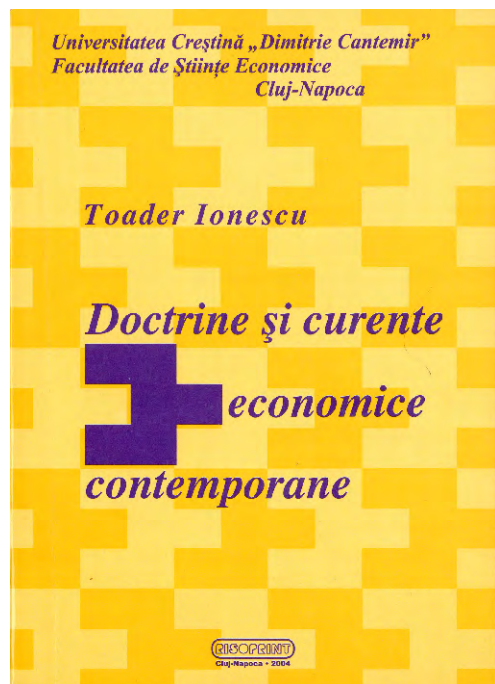 Universitatea Creştină „Dimitrie Cantemir”
Facultatea de Ştiinţe Economice
Cluj-Napoca
Toader Ionescu
Doctrine şi curente
economice
contemporane
RISOPRINT
Cluj-Napoca • 2004